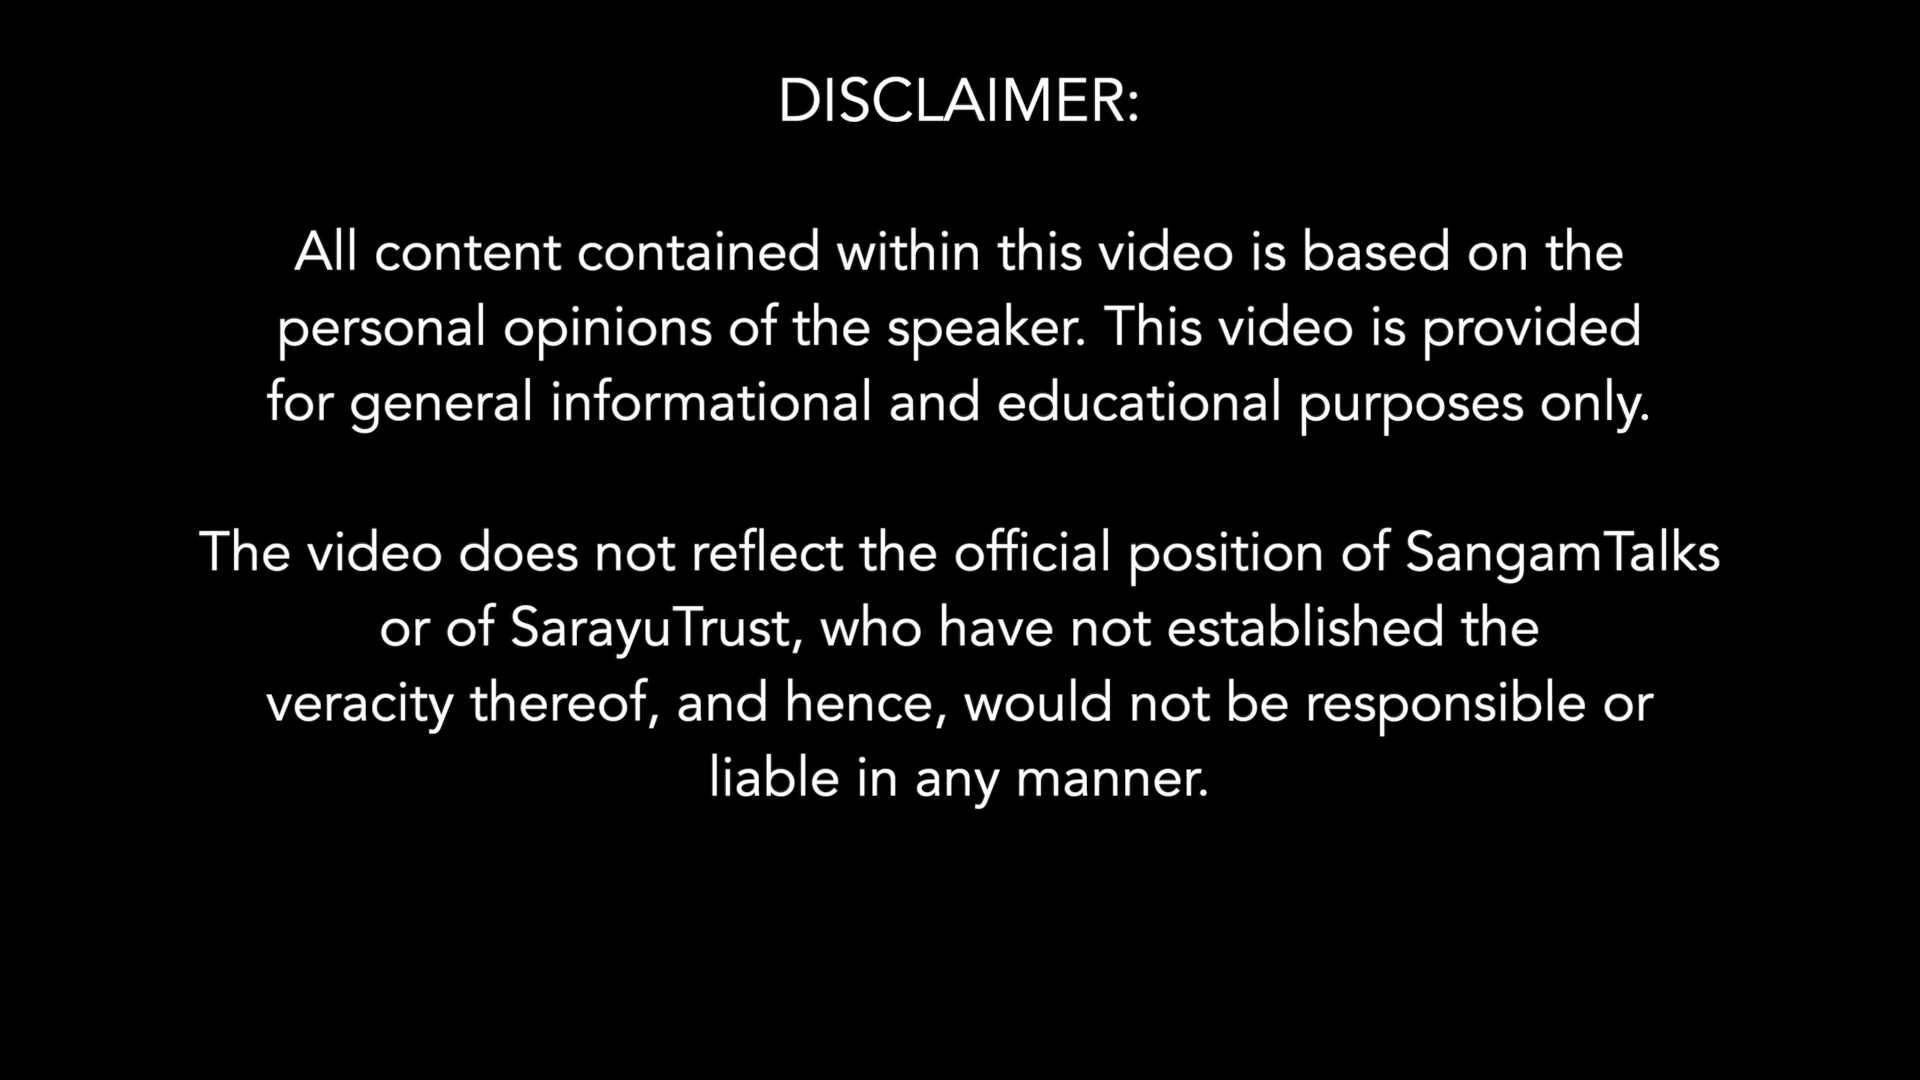 DISCLAIMER:
All content contained within this video is based on the
personal opinions of the speaker. This video is provided
for general informational and educational purposes only.
The video does not reflect the official position of SangamTalks
or of SarayuTrust, who have not established the
veracity thereof, and hence, would not be responsible or
liable in any manner.